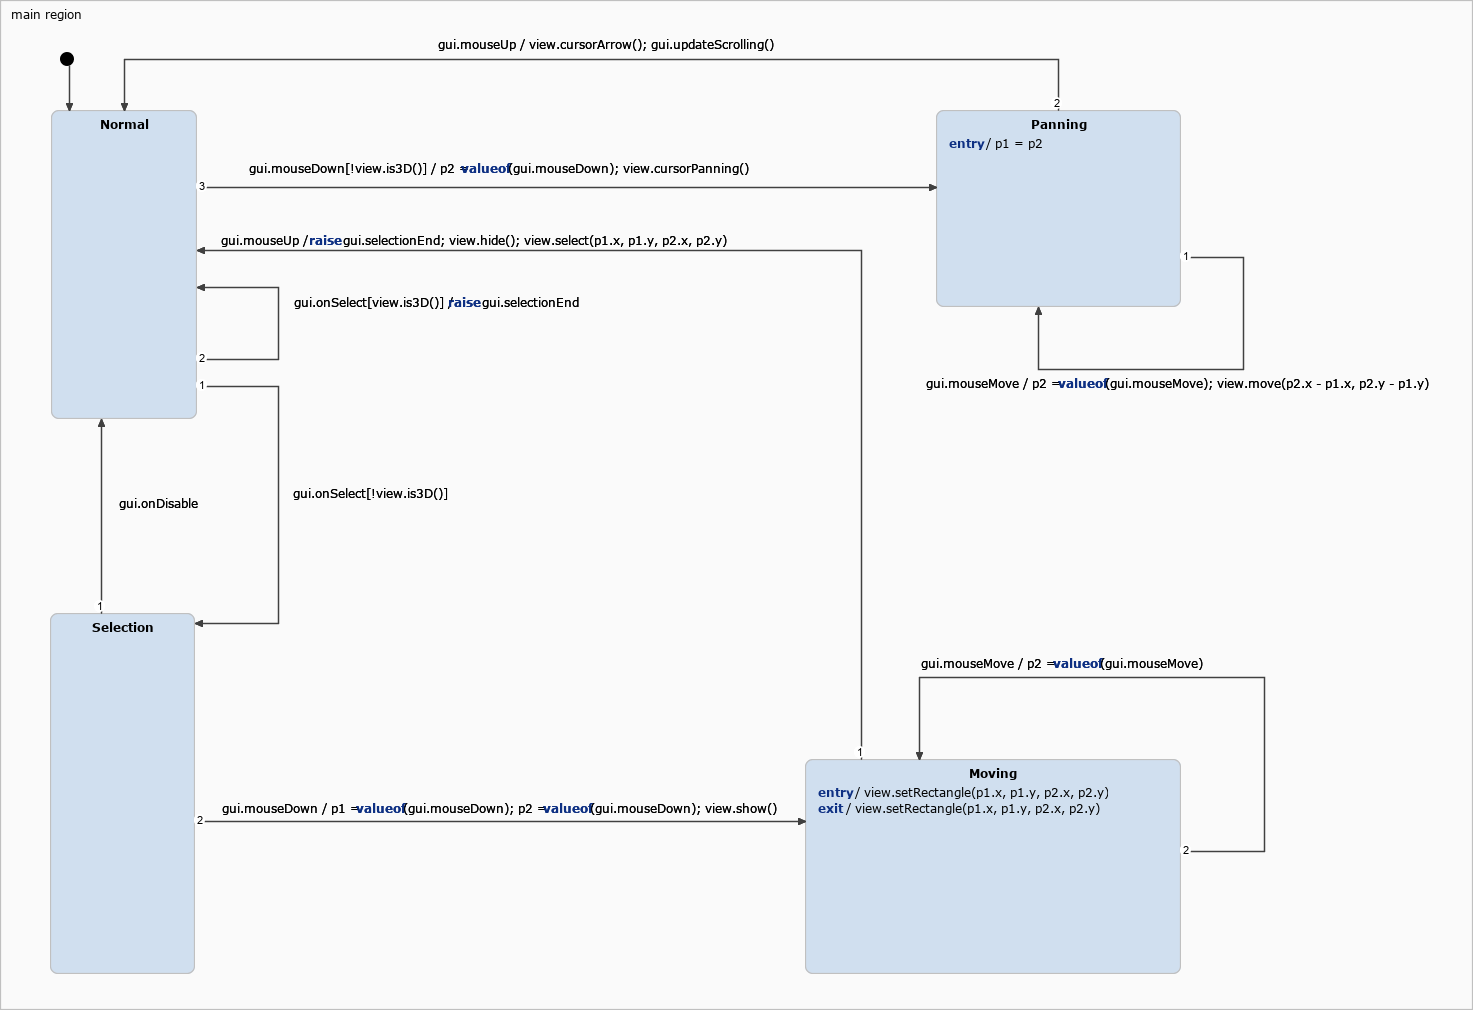 main region
gui.mouseUp / view.cursorArrow(); gui.updateScrolling()
2
Normal
Panning
entry / p1 = p2
gui.mouseDown[!view.is3D()] / p2 = valueof(gui.mouseDown); view.cursorPanning()
3
gui.mouseUp / raise gui.selectionEnd; view.hide(); view.select(p1.x, p1.y, p2.x, p2.y)
1
gui.onSelect[view.is3D()] / raise gui.selectionEnd
2
1
gui.mouseMove / p2 = valueof(gui.mouseMove); view.move(p2.x - p1.x, p2.y - p1.y)
gui.onSelect[!view.is3D()]
gui.onDisable
1
Selection
gui.mouseMove / p2 = valueof(gui.mouseMove)
1
Moving
entry / view.setRectangle(p1.x, p1.y, p2.x, p2.y)
exit / view.setRectangle(p1.x, p1.y, p2.x, p2.y)
gui.mouseDown / p1 = valueof(gui.mouseDown); p2 = valueof(gui.mouseDown); view.show()
2
2